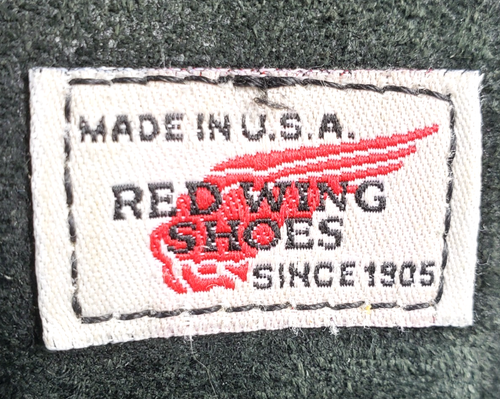 MADE IN U.S.A.
RED WING
SHOES
SINCE 1905